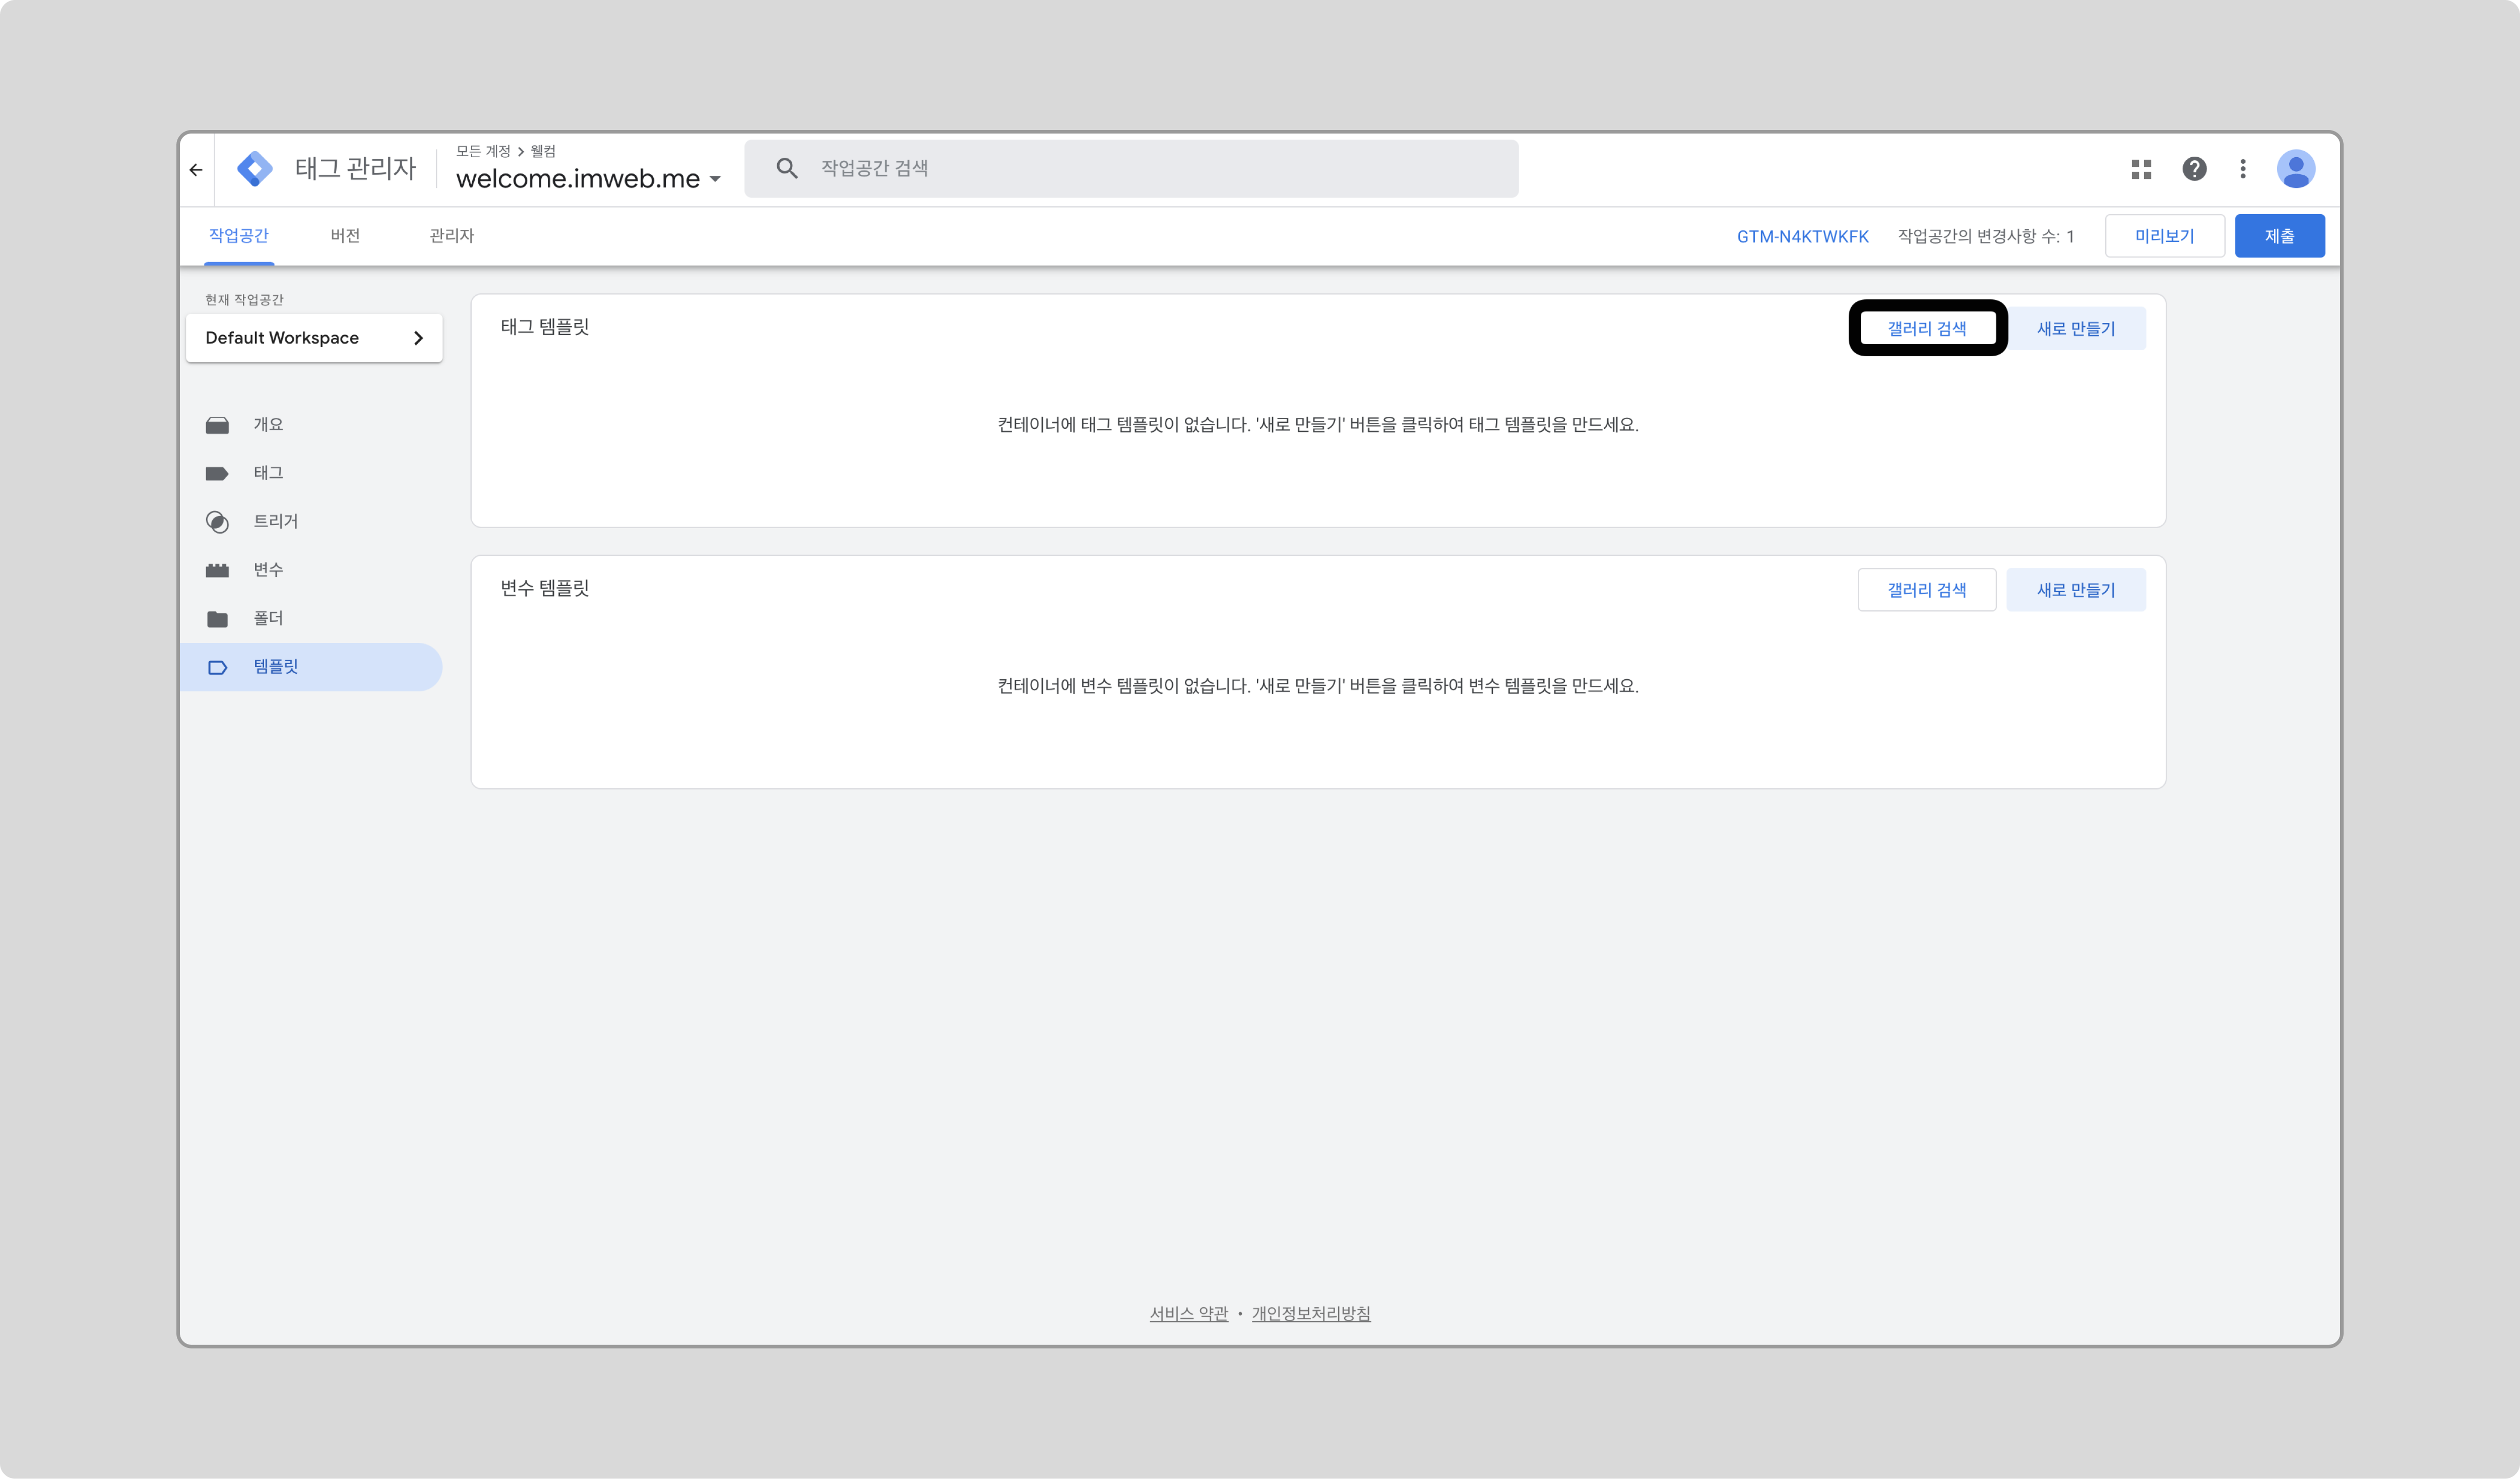 태그 관리자
모든 계정 > 웰컴
welcome.imweb.me
작업공간 검색
작업공간 버전 관리자
GTM-N4KTWKFK 작업공간의 변경사항 수: 1 미리보기 제출
현재 작업공간
Default Workspace
개요
태그
트리거
변수
폴더
템플릿
태그 템플릿 갤러리 검색 새로 만들기
컨테이너에 태그 템플릿이 없습니다. '새로 만들기' 버튼을 클릭하여 태그 템플릿을 만드세요.
변수 템플릿 갤러리 검색 새로 만들기
컨테이너에 변수 템플릿이 없습니다. '새로 만들기' 버튼을 클릭하여 변수 템플릿을 만드세요.
서비스 약관 • 개인정보처리방침